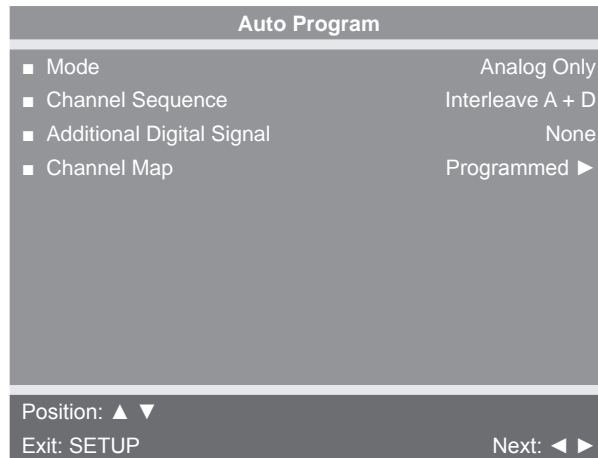 Auto Program
■ Mode Analog Only
■ Channel Sequence Interleave A + D
■ Additional Digital Signal None
■ Channel Map Programmed ►
Position: ▲ ▼
Exit: SETUP Next: ◄ ►